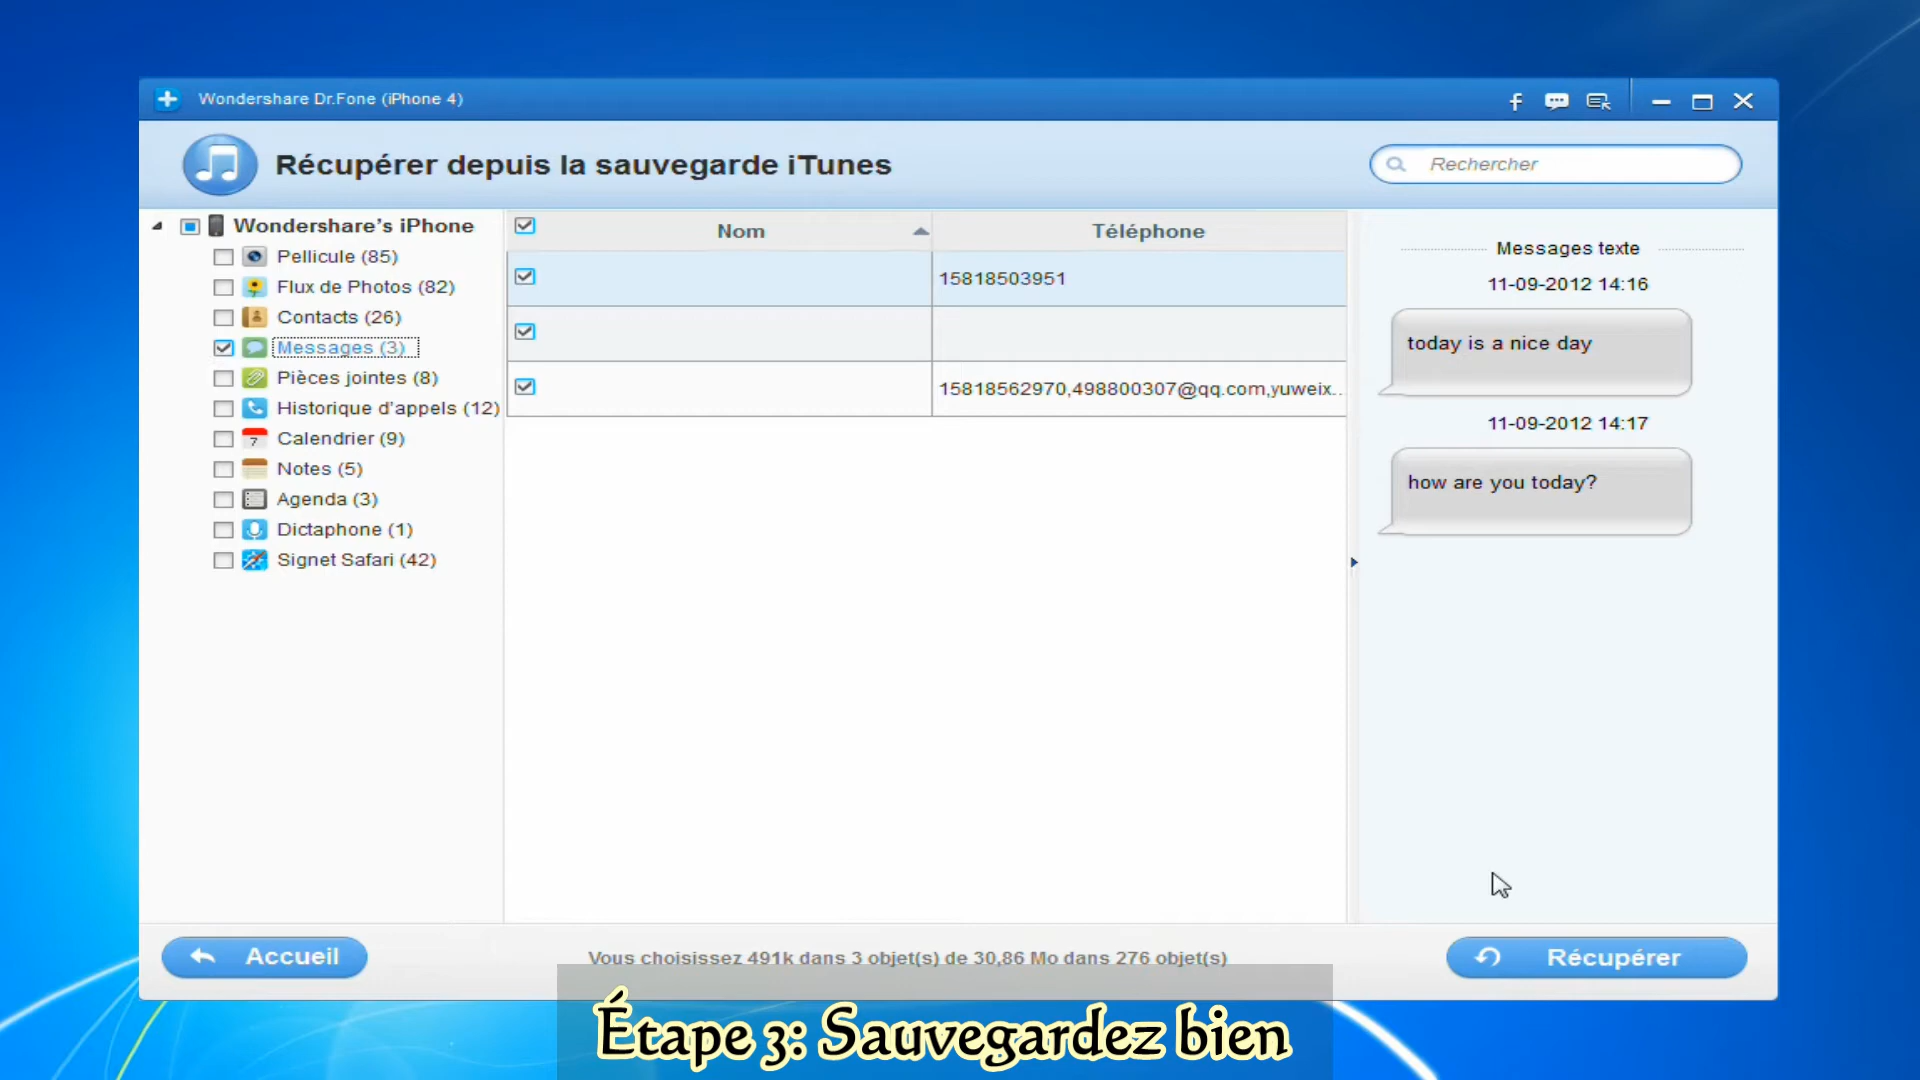 Wondershare Dr.Fone (iPhone 4)
Récupérer depuis la sauvegarde iTunes
Rechercher
Wondershare's iPhone
Pellicule (85)
Flux de Photos (82)
Contacts (26)
Messages (3)
Pièces jointes (8)
Historique d'appels (12)
Calendrier (9)
Notes (5)
Agenda (3)
Dictaphone (1)
Signet Safari (42)
Nom
Téléphone
15818503951
15818562970,498800307@qq.com,yuweix...
Messages texte
11-09-2012 14:16
today is a nice day
11-09-2012 14:17
how are you today?
Accueil
Vous choisissez 491k dans 3 objet(s) de 30,86 Mo dans 276 objet(s)
Récupérer
Étape 3: Sauvegardez bien